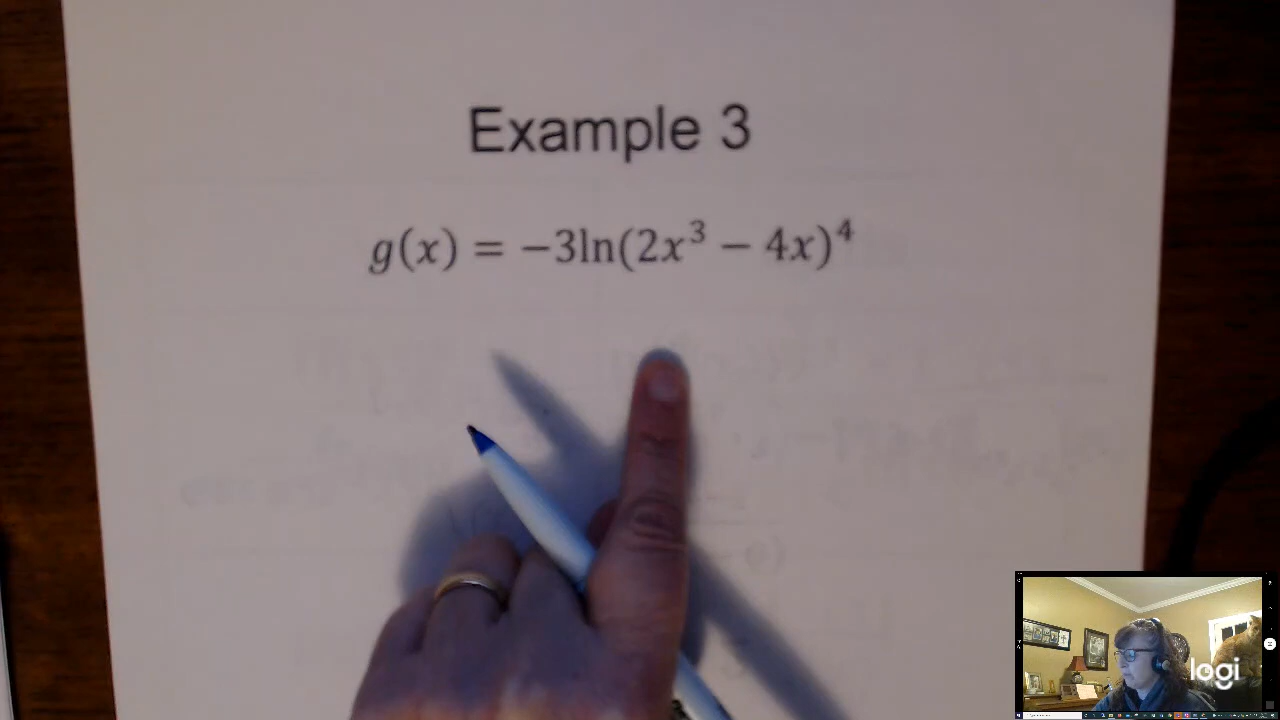 Example 3
g(x) = −3ln(2x³ − 4x)⁴
logi